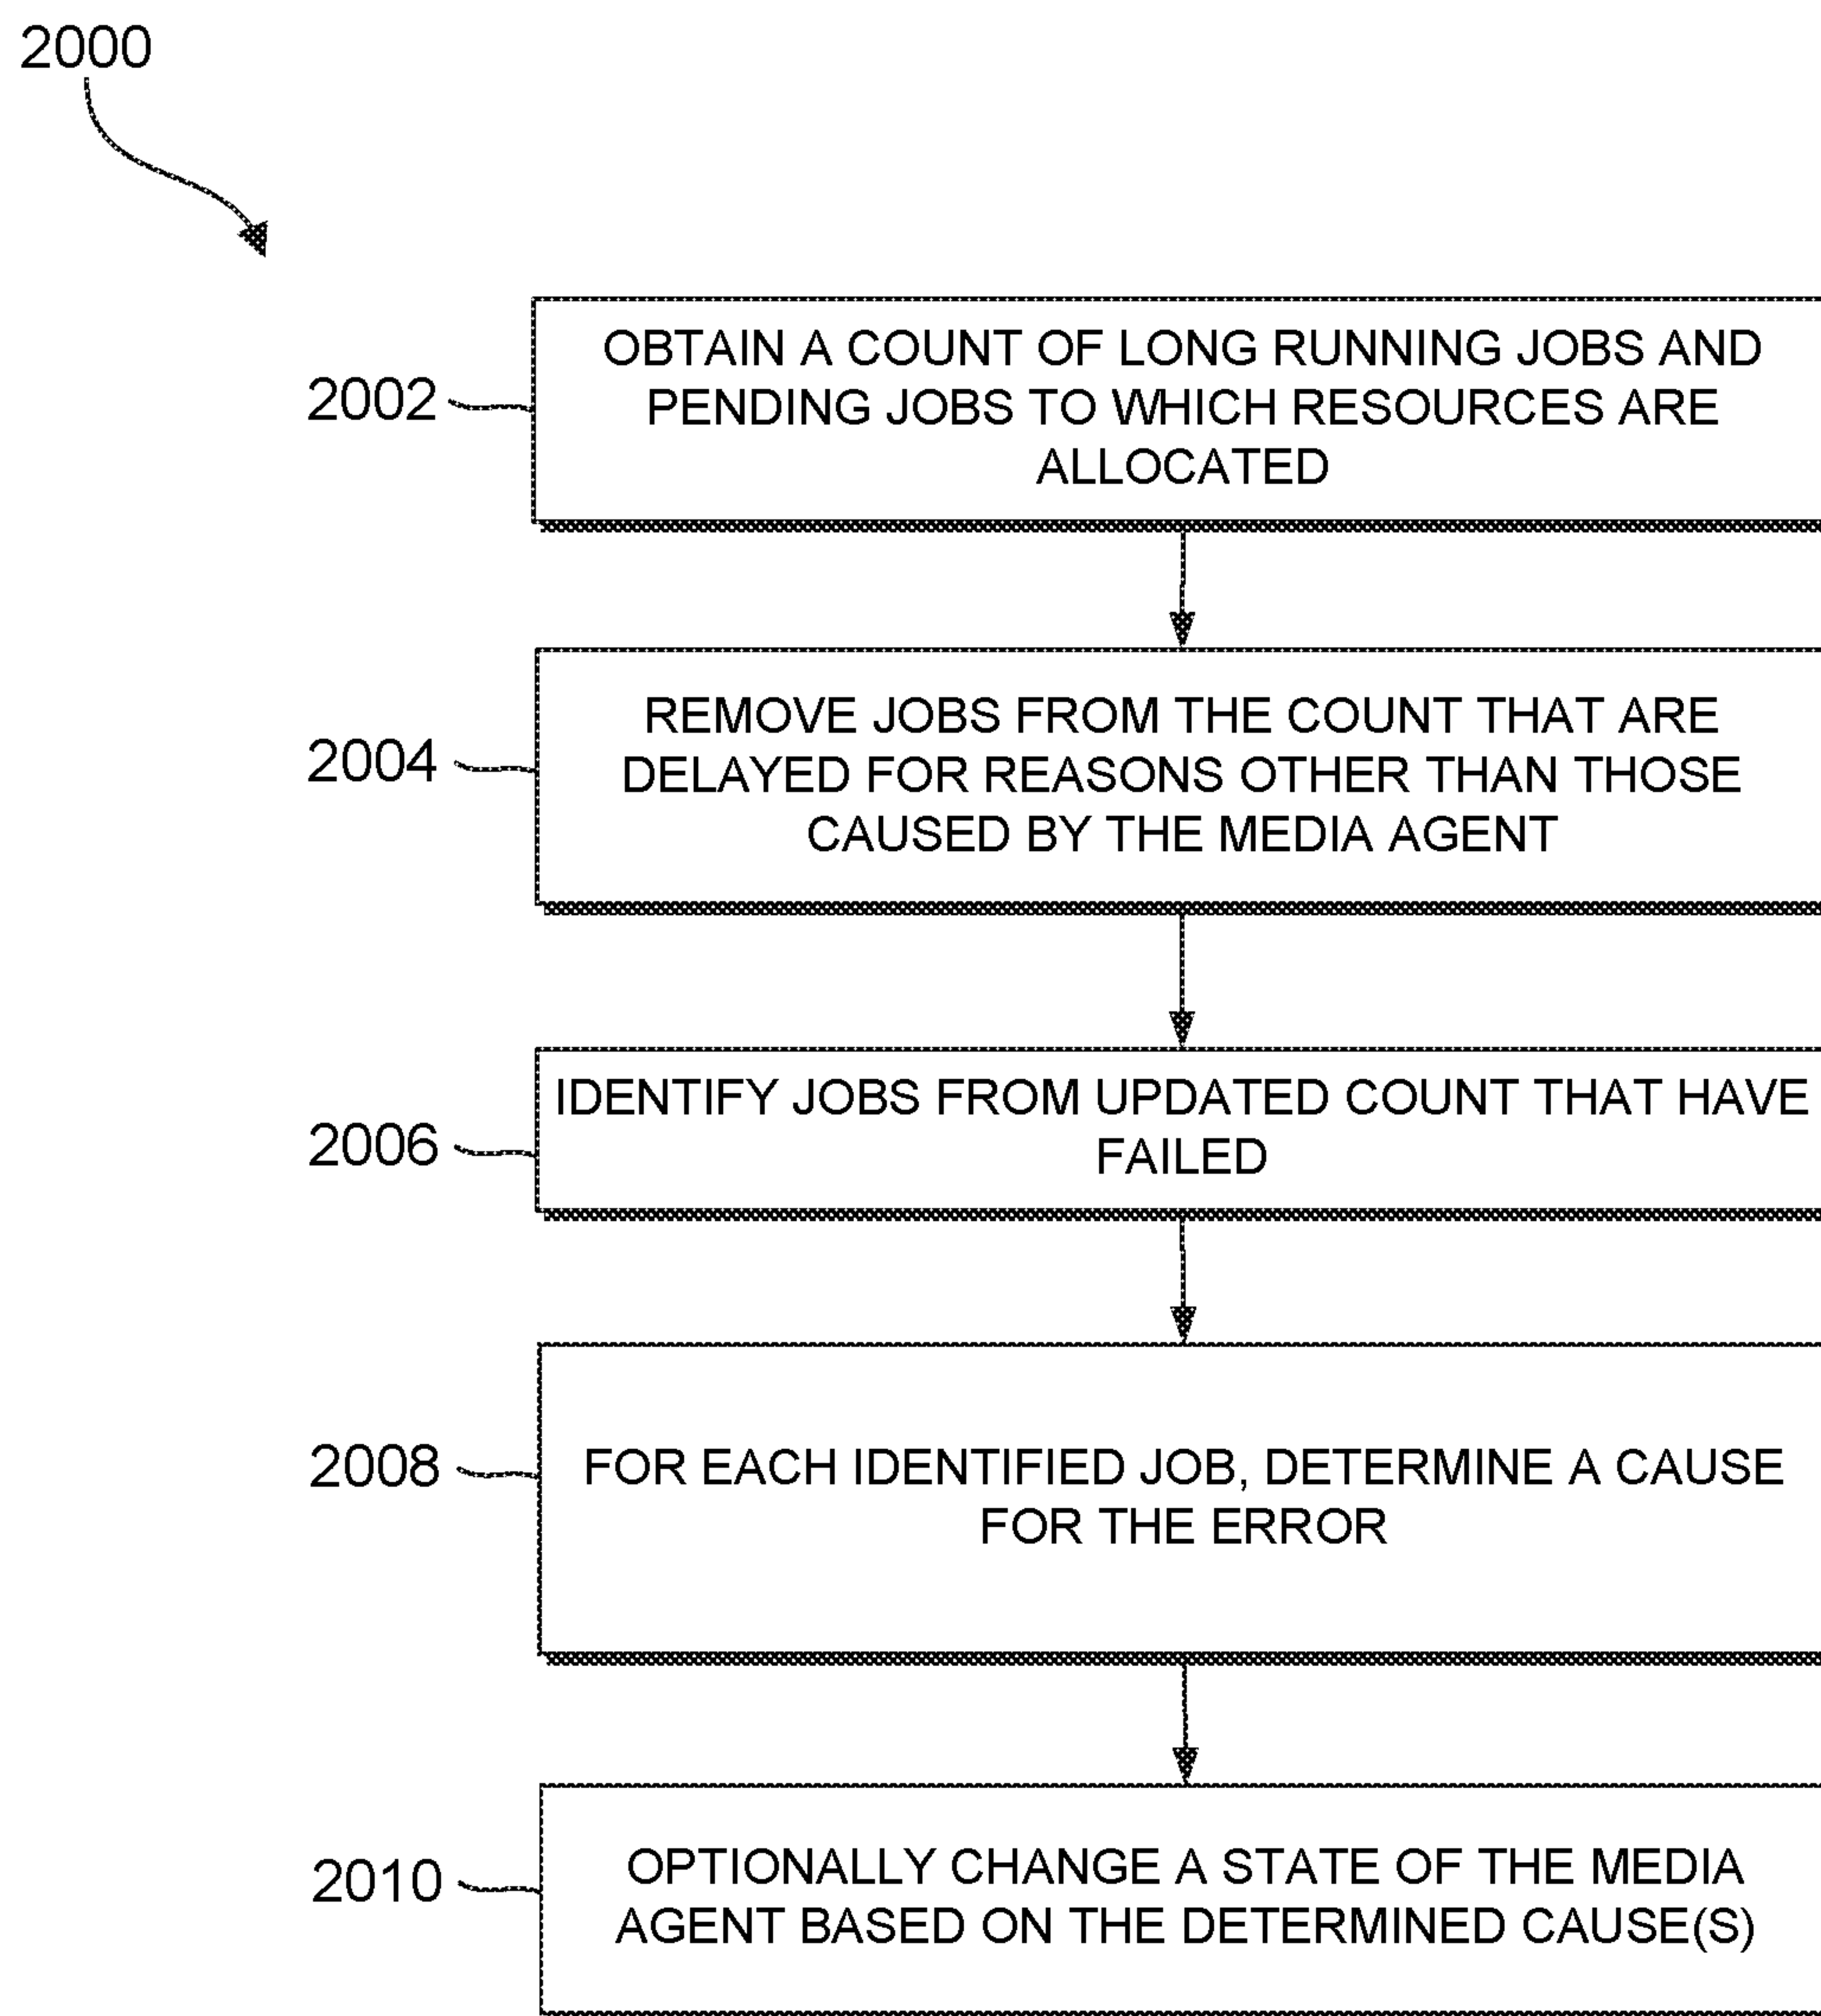 2000
2002
OBTAIN A COUNT OF LONG RUNNING JOBS AND
PENDING JOBS TO WHICH RESOURCES ARE
ALLOCATED
2004
REMOVE JOBS FROM THE COUNT THAT ARE
DELAYED FOR REASONS OTHER THAN THOSE
CAUSED BY THE MEDIA AGENT
2006
IDENTIFY JOBS FROM UPDATED COUNT THAT HAVE
FAILED
2008
FOR EACH IDENTIFIED JOB, DETERMINE A CAUSE
FOR THE ERROR
2010
OPTIONALLY CHANGE A STATE OF THE MEDIA
AGENT BASED ON THE DETERMINED CAUSE(S)